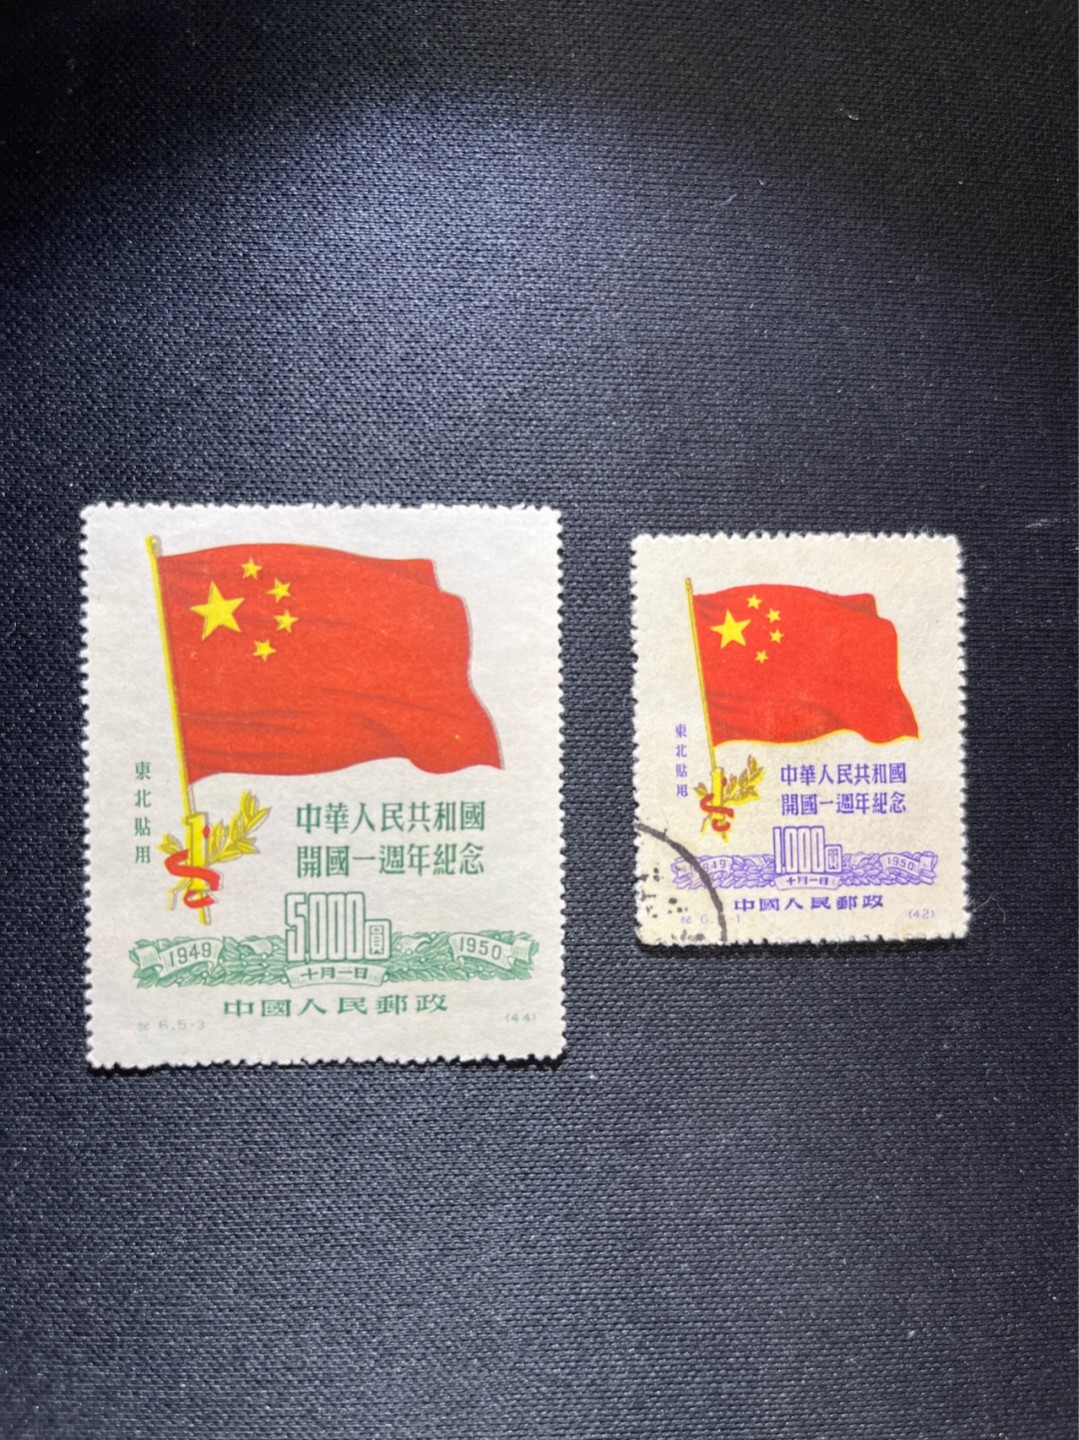 東北貼用
中華人民共和國
開國一週年紀念
5000圓
1949
十月一日
1950
中國人民郵政
紀6.5-3
(44)
東北貼用
中華人民共和國
開國一週年紀念
1000圓
1949
十月一日
1950
中國人民郵政
(42)